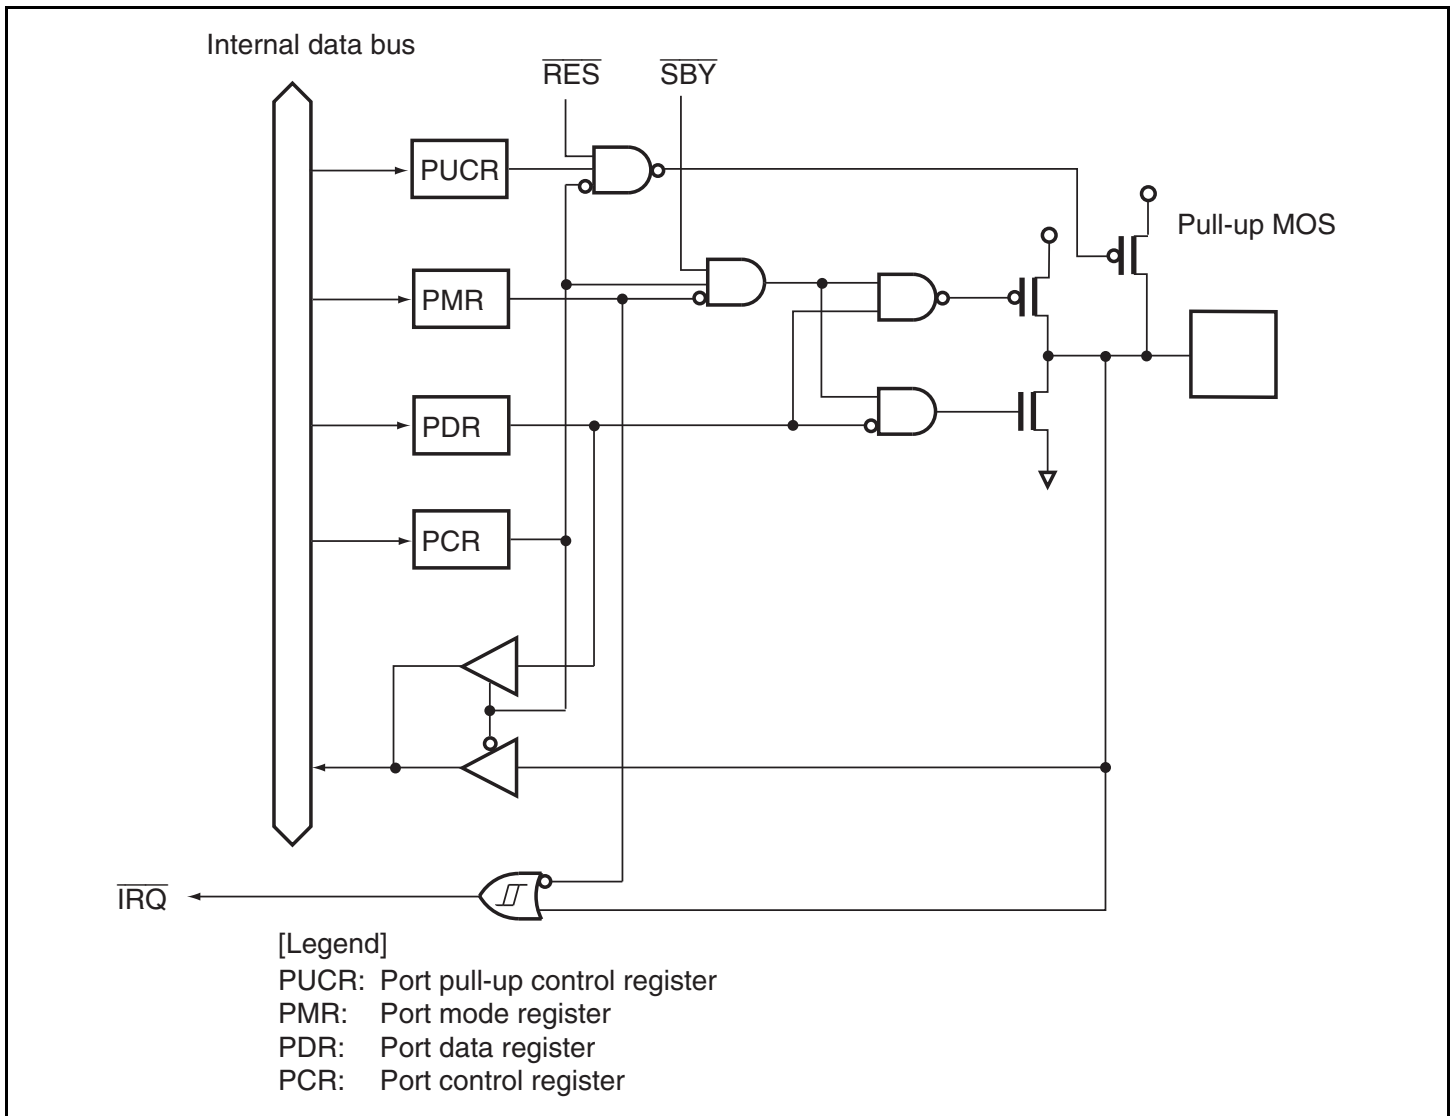 Internal data bus
RES
SBY
PUCR
Pull-up MOS
PMR
PDR
PCR
IRQ
[Legend]
PUCR: Port pull-up control register
PMR: Port mode register
PDR: Port data register
PCR: Port control register